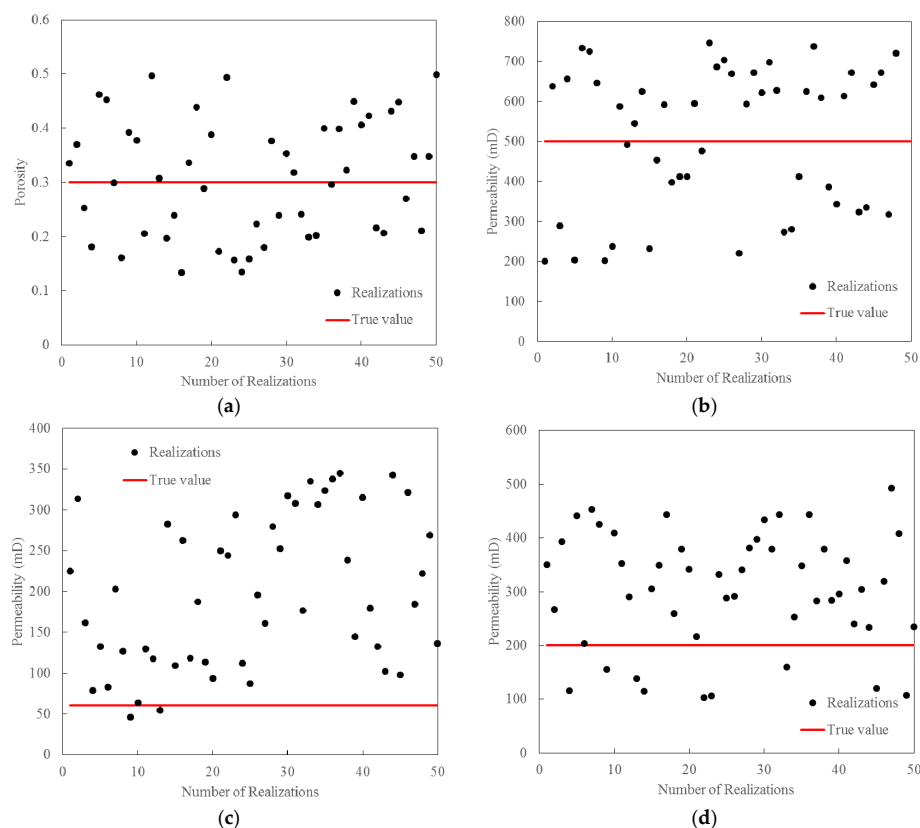 0.6
0.5
0.4
0.3
0.2
0.1
0.0
Porosity
Realizations
True value
0 10 20 30 40 50
Number of Realizations
(a)
800
700
600
500
400
300
200
100
0
Permeability (mD)
Realizations
True value
0 10 20 30 40 50
Number of Realizations
(b)
400
350
300
250
200
150
100
50
0
Permeability (mD)
Realizations
True value
0 10 20 30 40 50
Number of Realizations
(c)
600
500
400
300
200
100
0
Permeability (mD)
Realizations
True value
0 10 20 30 40 50
Number of Realizations
(d)